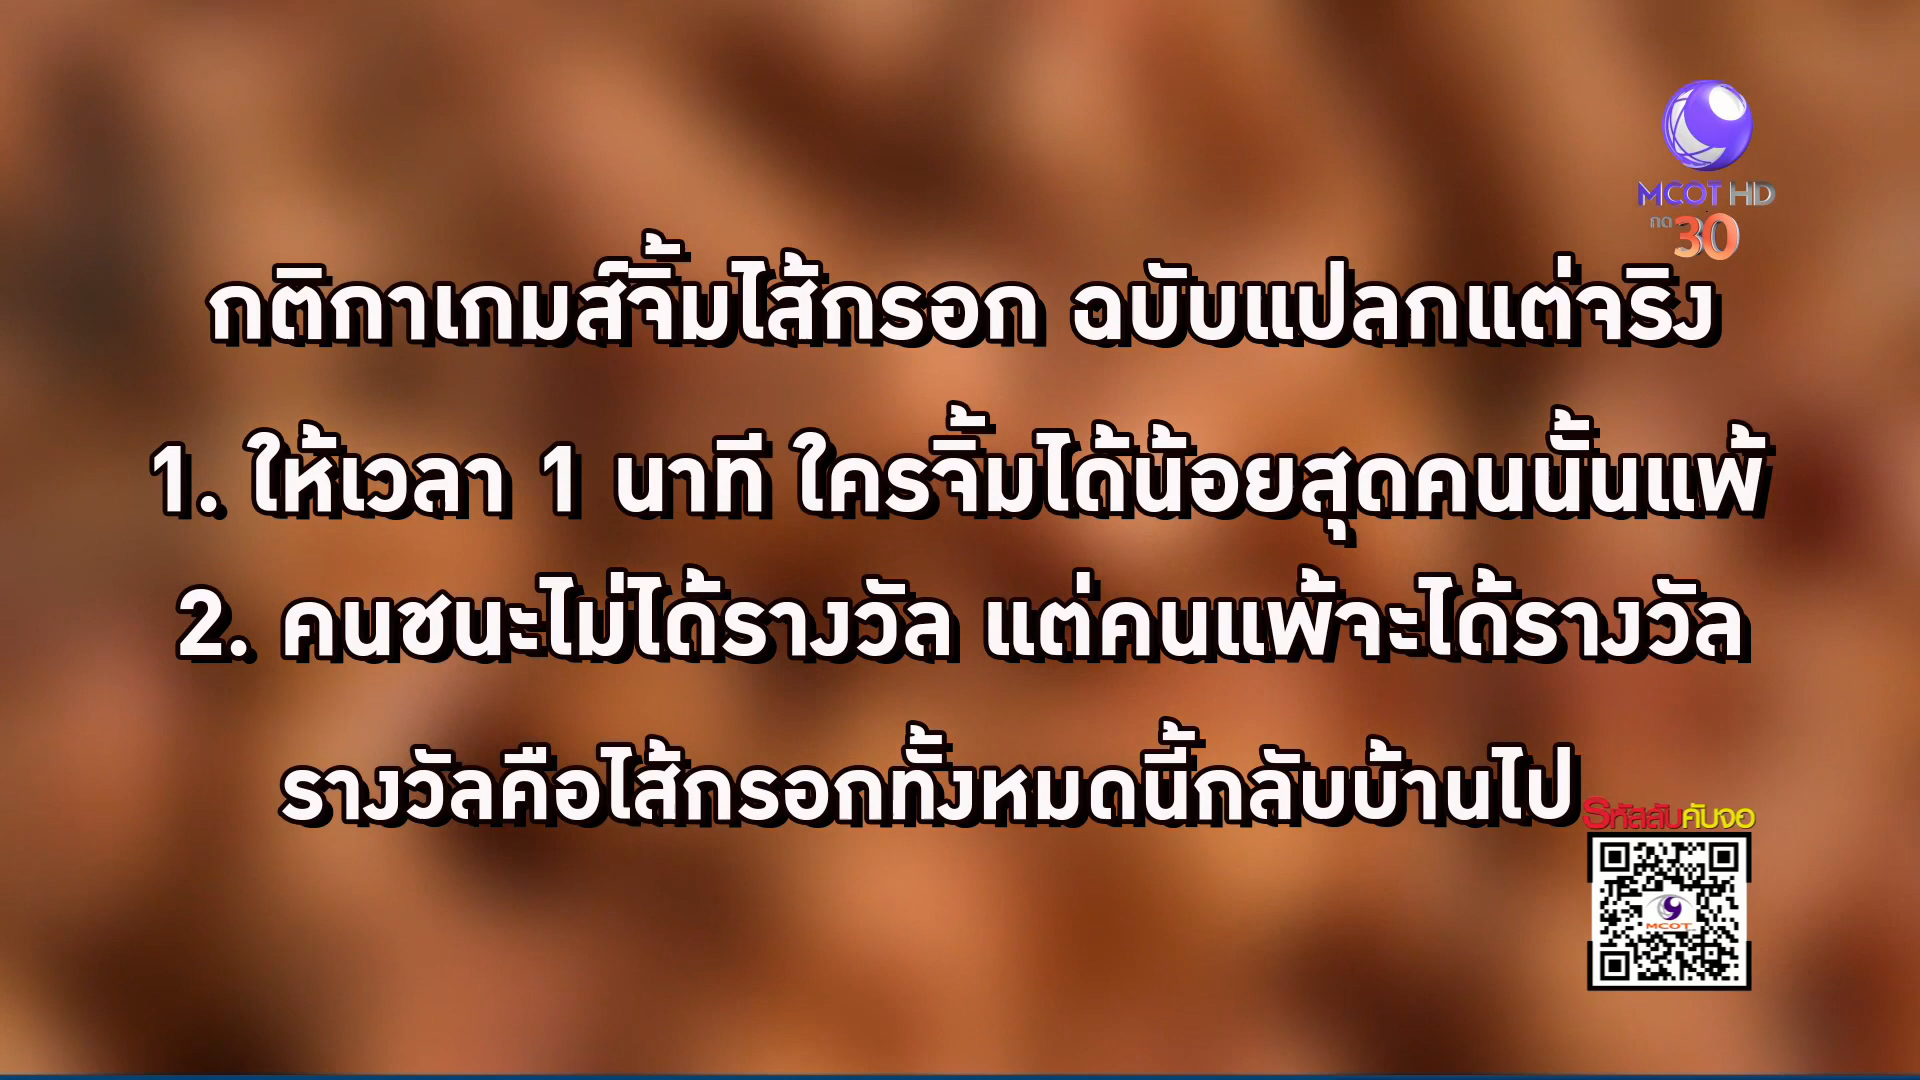 MCOT HD
กด 30
กติกาเกมส์จิ้มไส้กรอก ฉบับแปลกแต่จริง
1. ให้เวลา 1 นาที ใครจิ้มได้น้อยสุดคนนั้นแพ้
2. คนชนะไม่ได้รางวัล แต่คนแพ้จะได้รางวัล
รางวัลคือไส้กรอกทั้งหมดนี้กลับบ้านไป
รหัสลับคับจอ
MCOT